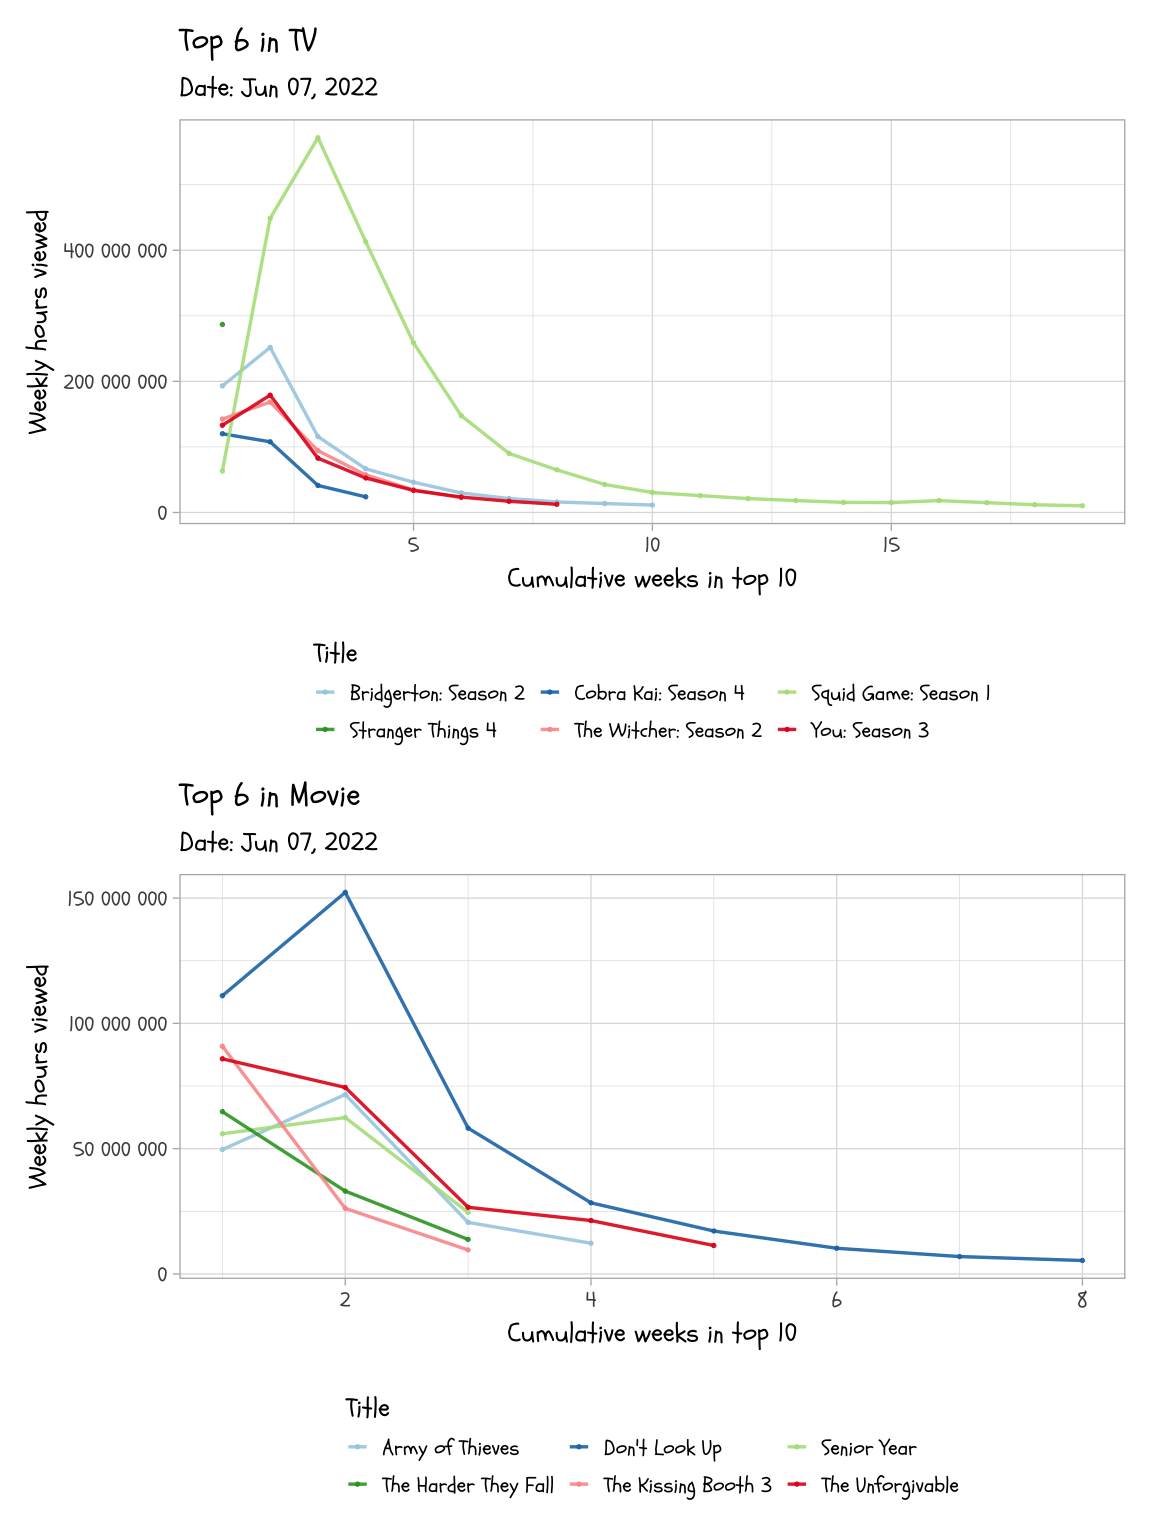 Top 6 in TV
Date: Jun 07, 2022
Weekly hours viewed
400 000 000
200 000 000
0
5 10 15
Cumulative weeks in top 10
Title
Bridgerton: Season 2 Cobra Kai: Season 4 Squid Game: Season 1
Stranger Things 4 The Witcher: Season 2 You: Season 3
Top 6 in Movie
Date: Jun 07, 2022
Weekly hours viewed
150 000 000
100 000 000
50 000 000
0
2 4 6 8
Cumulative weeks in top 10
Title
Army of Thieves Don't Look Up Senior Year
The Harder They Fall The Kissing Booth 3 The Unforgivable